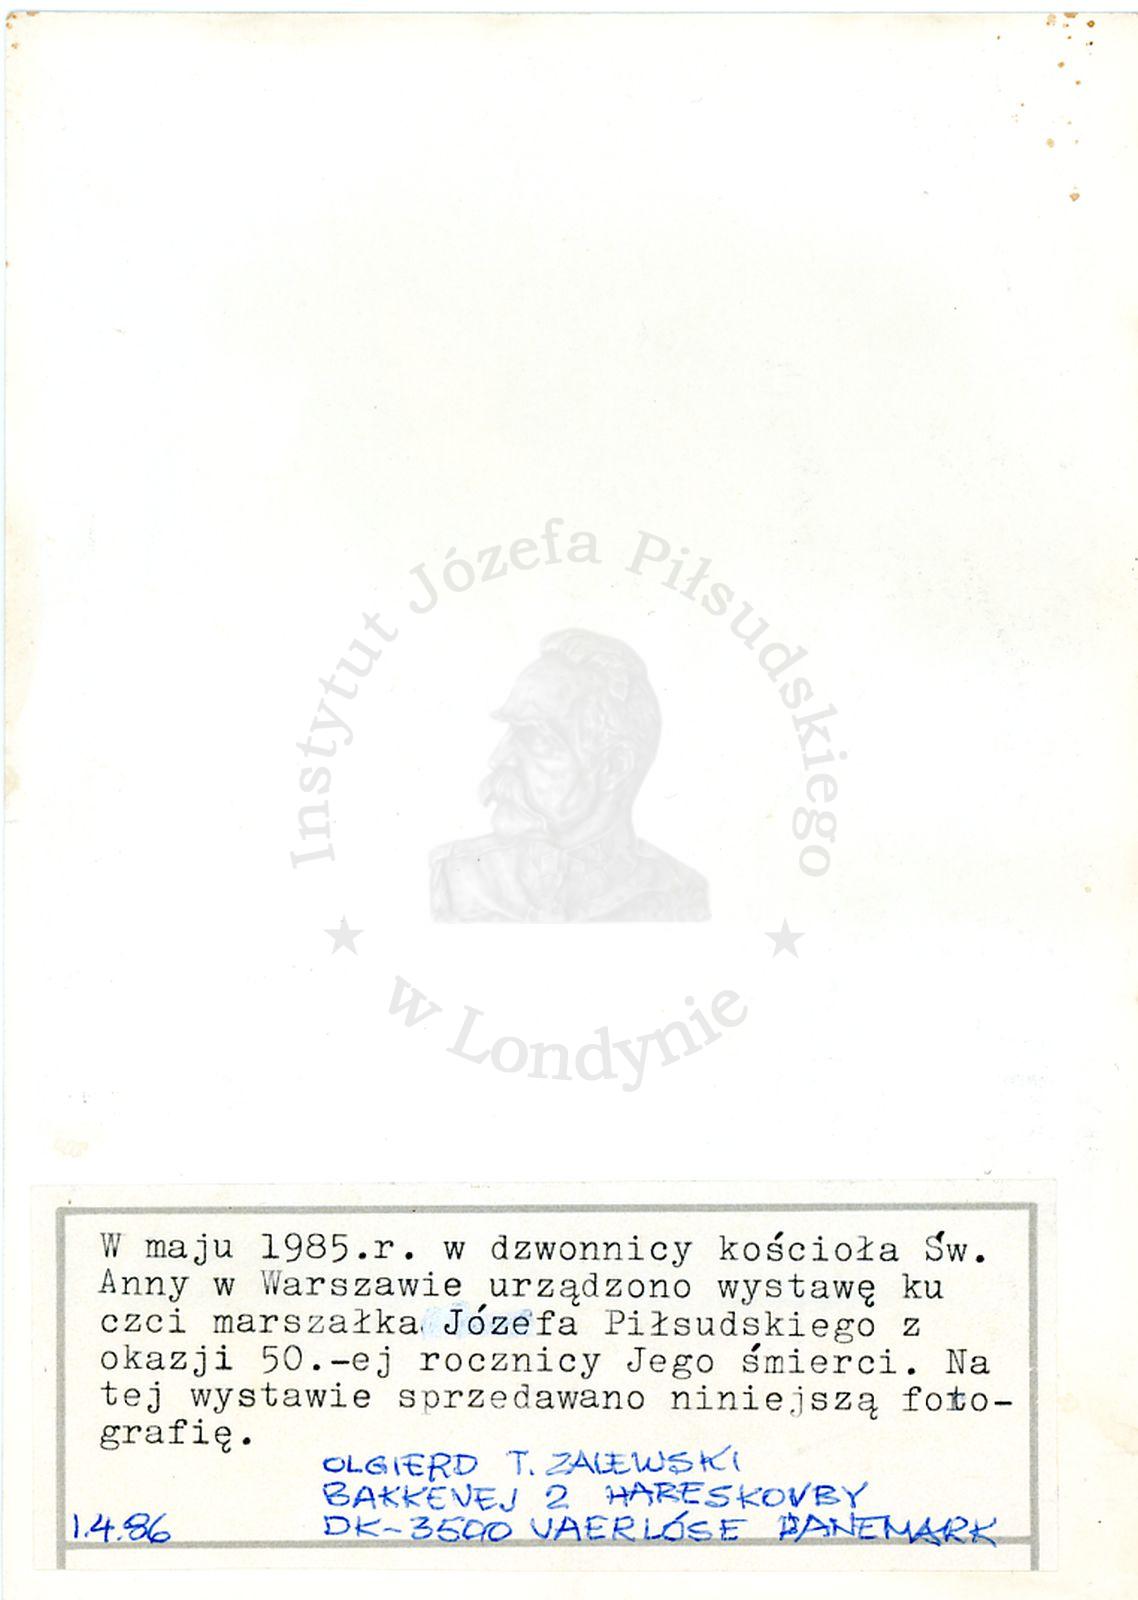 Instytut Józefa Piłsudskiego
w Londynie
W maju 1985.r. w dzwonnicy kościoła Św.
Anny w Warszawie urządzono wystawę ku
czci marszałka Józefa Piłsudskiego z
okazji 50.-ej rocznicy Jego śmierci. Na
tej wystawie sprzedawano niniejszą foto-
grafię.
OLGIERD T. ZALEWSKI
BAKKEVEJ 2 HARESKOVBY
1.4.86 DK-3500 VAERLÓSE DANEMARK